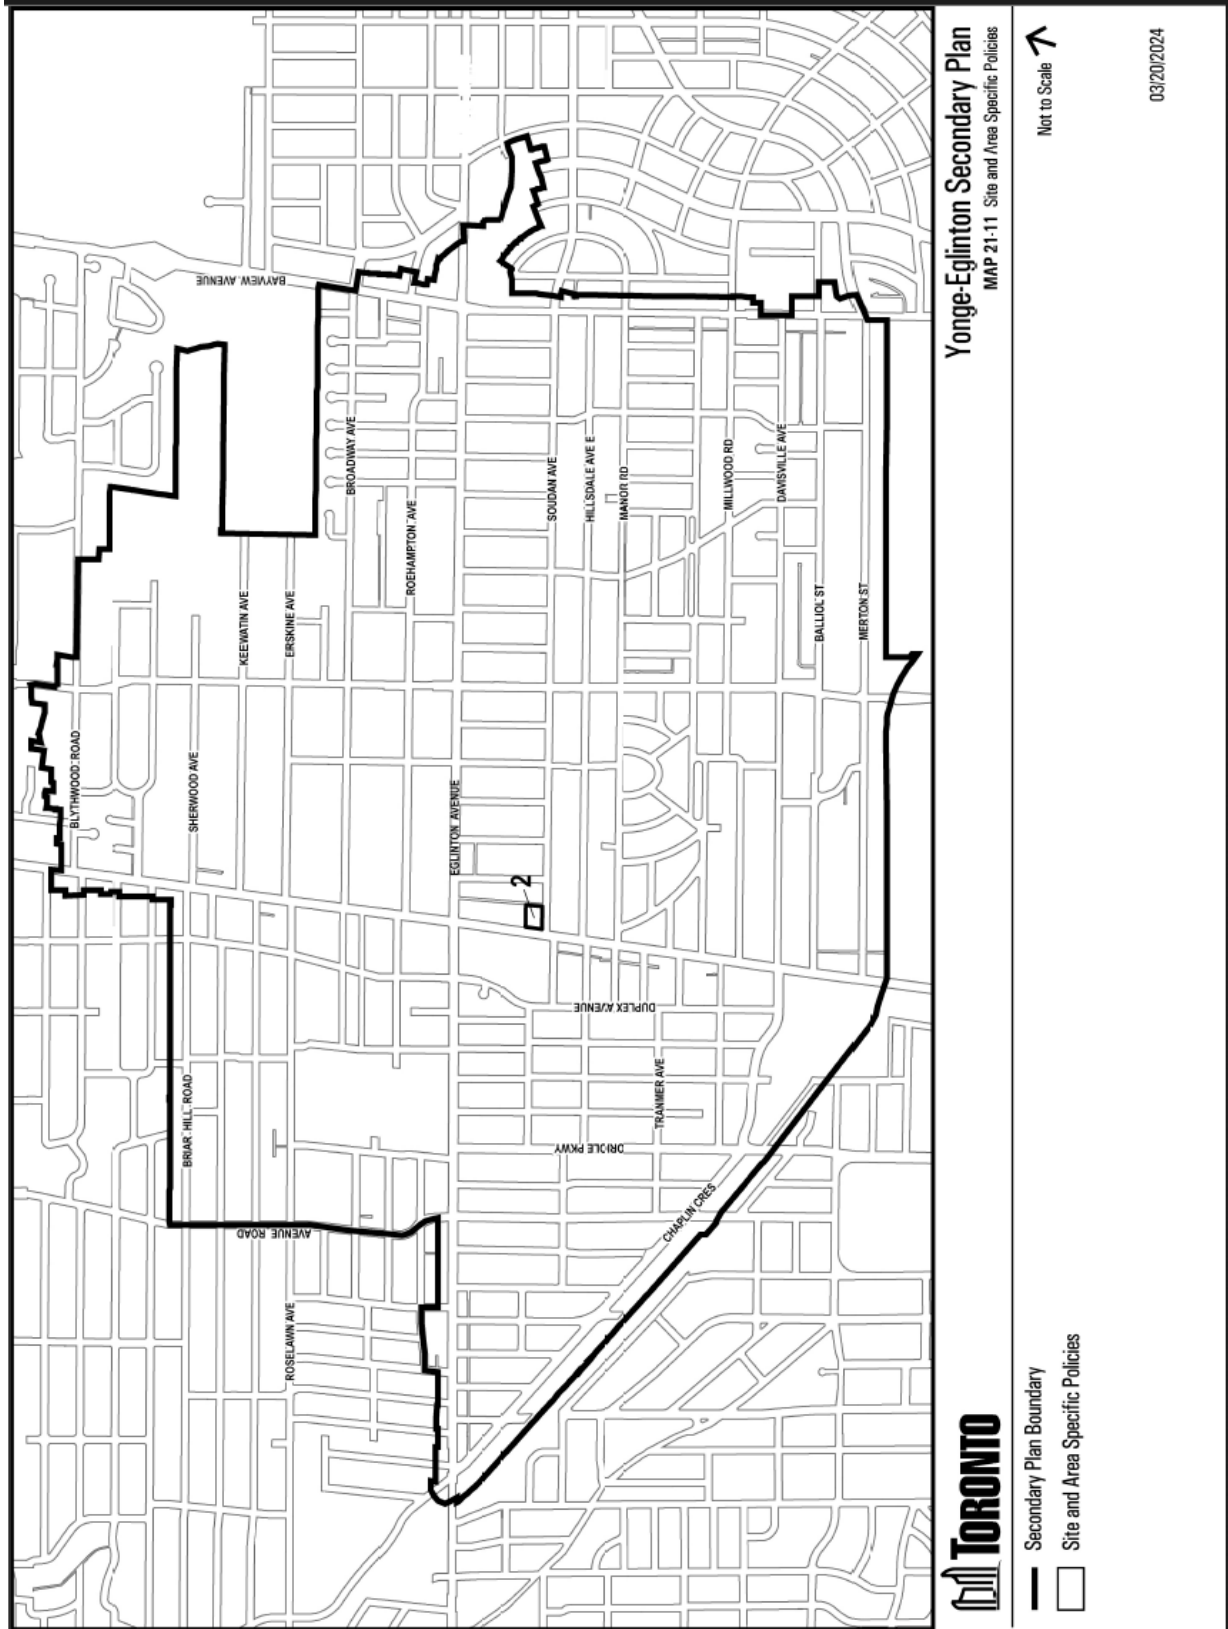 BAYVIEW AVENUE
BLYTHWOOD ROAD
SHERWOOD AVE
KEEWATIN AVE
ERSKINE AVE
BROADWAY AVE
ROEHAMPTON AVE
EGLINTON AVENUE
SOUDAN AVE
HILLSDALE AVE E
MANOR RD
MILLWOOD RD
DAVISVILLE AVE
BALLIOL ST
MERTON ST
2
DUPLEX AVENUE
TRANMER AVE
ORIOLE PKWY
CHAPLIN CRES
BRIAR HILL ROAD
AVENUE ROAD
ROSELAWN AVE
TORONTO
Yonge-Eglinton Secondary Plan
MAP 21-11 Site and Area Specific Policies
Secondary Plan Boundary
Site and Area Specific Policies
Not to Scale
03/20/2024